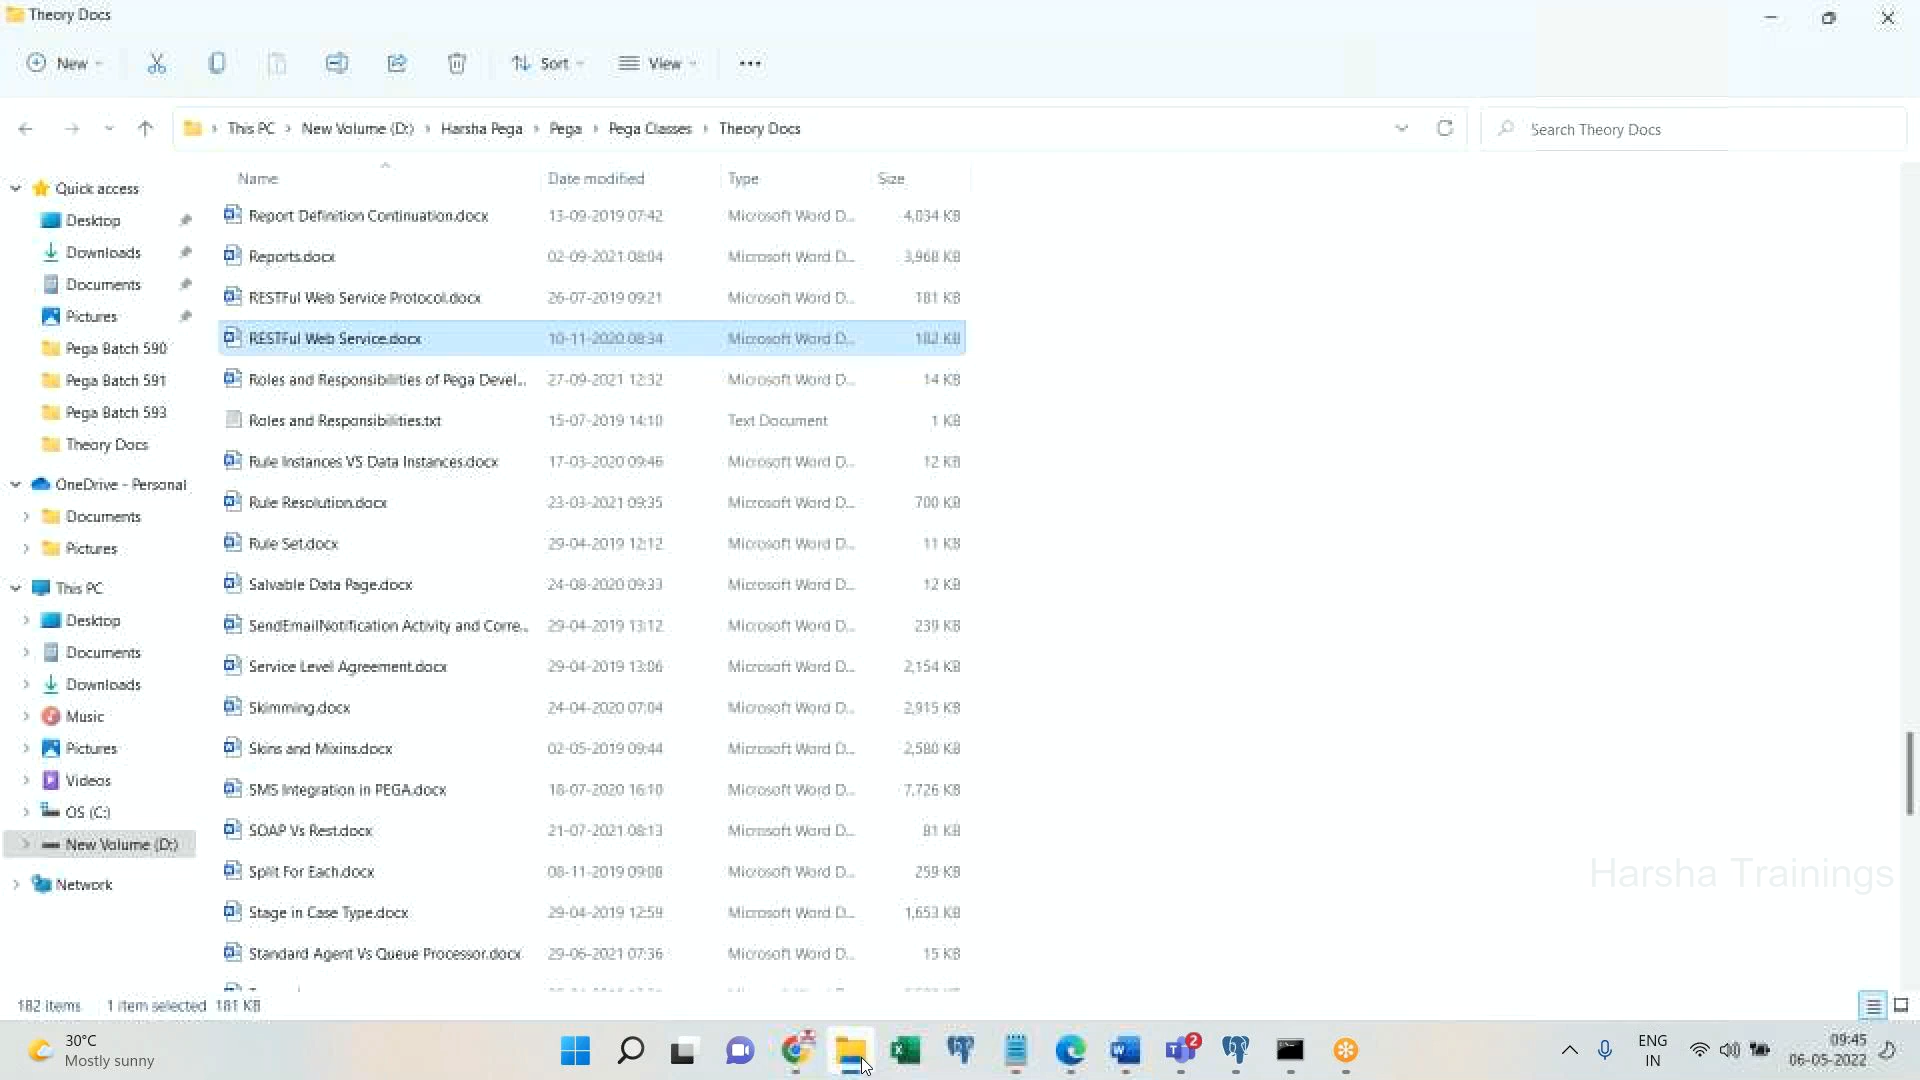 Theory Docs
New Sort View
This PC New Volume (D:) Harsha Pega Pega Pega Classes Theory Docs Search Theory Docs
Name Date modified Type Size
Quick access
Desktop
Downloads
Documents
Pictures
Pega Batch 590
Pega Batch 591
Pega Batch 593
Theory Docs
OneDrive - Personal
Documents
Pictures
This PC
Desktop
Documents
Downloads
Music
Pictures
Videos
OS (C:)
New Volume (D:)
Network
Report Definition Continuation.docx 13-09-2019 07:42 Microsoft Word D... 4,034 KB
Reports.docx 02-09-2021 08:04 Microsoft Word D... 3,968 KB
RESTFul Web Service Protocol.docx 26-07-2019 09:21 Microsoft Word D... 181 KB
RESTFul Web Service.docx 10-11-2020 08:34 Microsoft Word D... 182 KB
Roles and Responsibilities of Pega Devel... 27-09-2021 12:32 Microsoft Word D... 14 KB
Roles and Responsibilities.txt 15-07-2019 14:10 Text Document 1 KB
Rule Instances VS Data Instances.docx 17-03-2020 09:46 Microsoft Word D... 12 KB
Rule Resolution.docx 23-03-2021 09:35 Microsoft Word D... 700 KB
Rule Set.docx 29-04-2019 12:12 Microsoft Word D... 11 KB
Salvable Data Page.docx 24-08-2020 09:33 Microsoft Word D... 12 KB
SendEmailNotification Activity and Corre... 29-04-2019 13:12 Microsoft Word D... 239 KB
Service Level Agreement.docx 29-04-2019 13:06 Microsoft Word D... 2,154 KB
Skimming.docx 24-04-2020 07:04 Microsoft Word D... 2,915 KB
Skins and Mixins.docx 02-05-2019 09:44 Microsoft Word D... 2,580 KB
SMS Integration in PEGA.docx 18-07-2020 16:10 Microsoft Word D... 7,726 KB
SOAP Vs Rest.docx 21-07-2021 08:13 Microsoft Word D... 81 KB
Split For Each.docx 08-11-2019 09:08 Microsoft Word D... 259 KB
Stage in Case Type.docx 29-04-2019 12:59 Microsoft Word D... 1,653 KB
Standard Agent Vs Queue Processor.docx 29-06-2021 07:36 Microsoft Word D... 15 KB
Harsha Trainings
182 items 1 item selected 181 KB
30°C
Mostly sunny
2
ENG
IN
09:45
06-05-2022